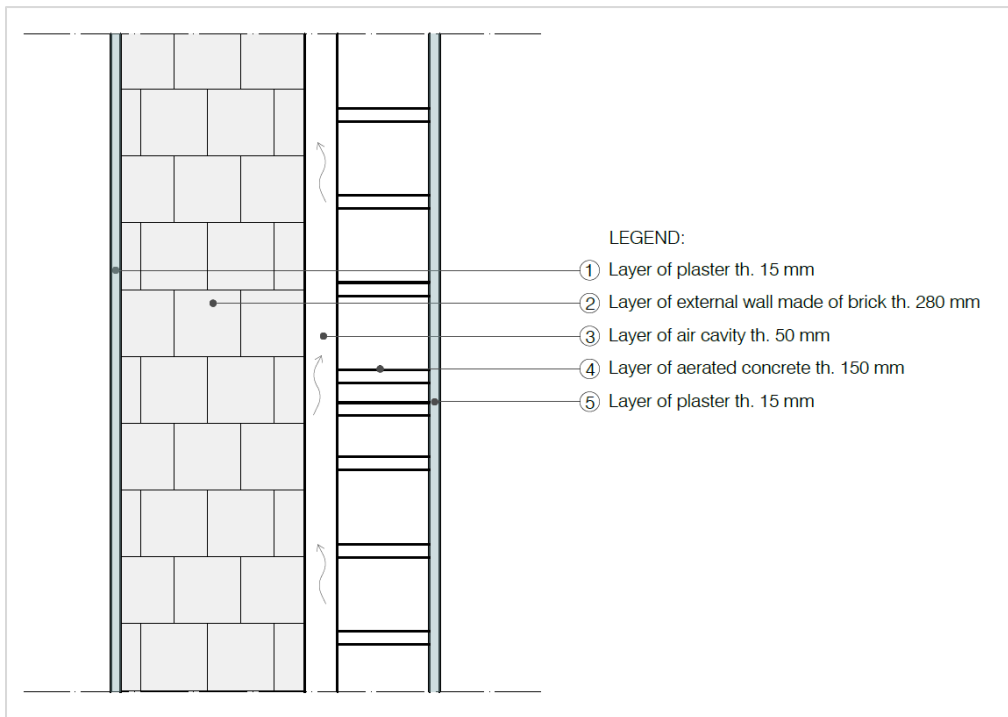 LEGEND:
1 Layer of plaster th. 15 mm
2 Layer of external wall made of brick th. 280 mm
3 Layer of air cavity th. 50 mm
4 Layer of aerated concrete th. 150 mm
5 Layer of plaster th. 15 mm